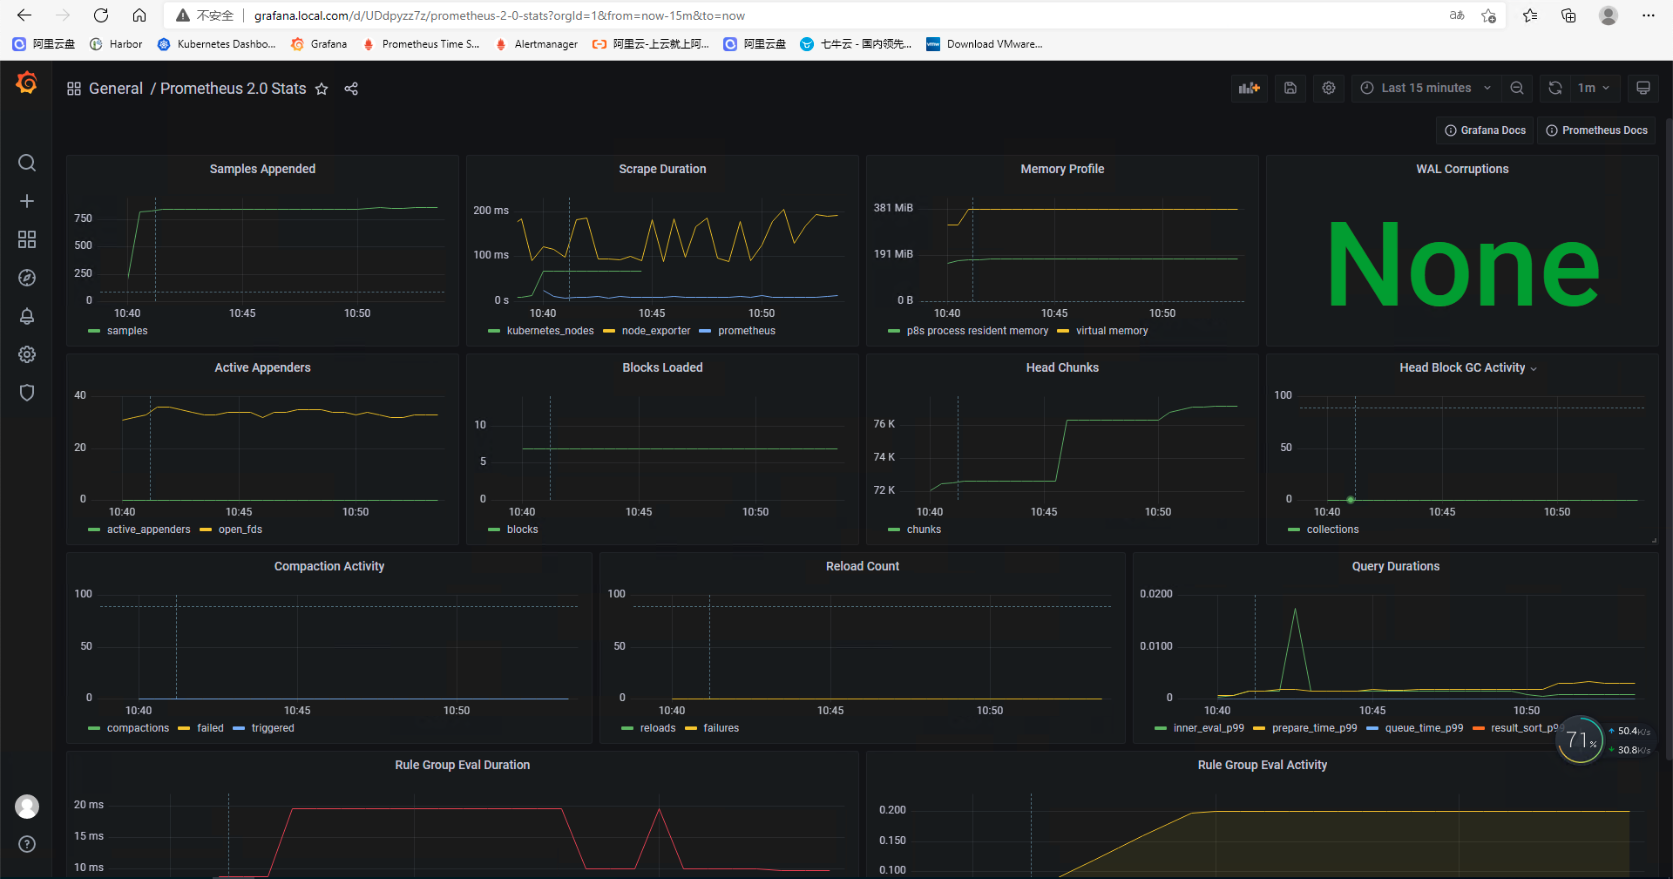 不安全 grafana.local.com/d/UDdpyzz7z/prometheus-2-0-stats?orgId=1&from=now-15m&to=now aあ
阿里云盘 Harbor Kubernetes Dashbo... Grafana Prometheus Time S... Alertmanager 阿里云-上云就上阿... 阿里云盘 七牛云 - 国内领先... vmw Download VMware...
General / Prometheus 2.0 Stats Last 15 minutes 1m
Grafana Docs Prometheus Docs
Samples Appended
750
500
250
0
10:40 10:45 10:50
samples
Scrape Duration
200 ms
100 ms
0 s
10:40 10:45 10:50
kubernetes_nodes node_exporter prometheus
Memory Profile
381 MiB
191 MiB
0 B
10:40 10:45 10:50
p8s process resident memory virtual memory
WAL Corruptions
None
Active Appenders
40
20
0
10:40 10:45 10:50
active_appenders open_fds
Blocks Loaded
10
5
0
10:40 10:45 10:50
blocks
Head Chunks
76 K
74 K
72 K
10:40 10:45 10:50
chunks
Head Block GC Activity
100
50
0
10:40 10:45 10:50
collections
Compaction Activity
100
50
0
10:40 10:45 10:50
compactions failed triggered
Reload Count
100
50
0
10:40 10:45 10:50
reloads failures
Query Durations
0.0200
0.0100
0
10:40 10:45 10:50
inner_eval_p99 prepare_time_p99 queue_time_p99 result_sort_p99
71%
50.4K/s
30.8K/s
Rule Group Eval Duration
20 ms
15 ms
10 ms
Rule Group Eval Activity
0.200
0.150
0.100